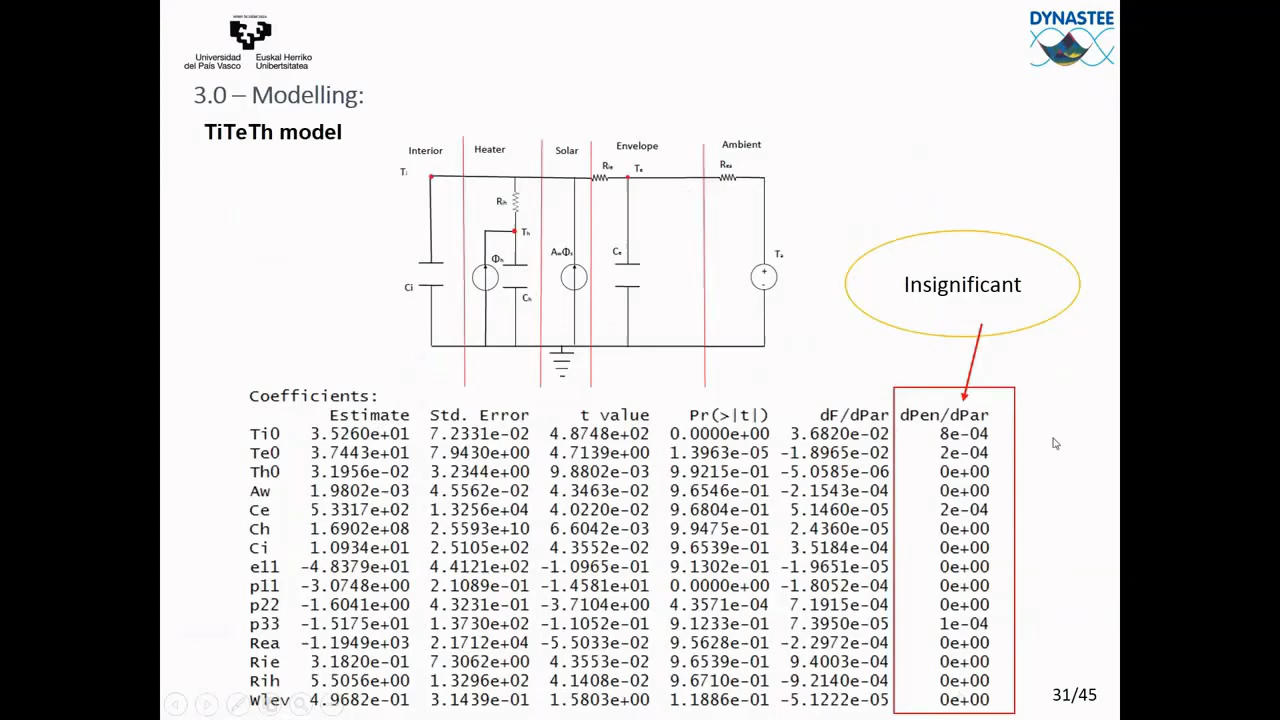 Universidad del País Vasco
Euskal Herriko Unibertsitatea
DYNASTEE
3.0 – Modelling:
TiTeTh model
Interior Heater Solar Envelope Ambient
Ti Rie Te Rea
Rih
Th
Φh AwΦs Ce Ta
Ci Ch
Insignificant
Coefficients:
Estimate Std. Error t value Pr(>|t|) dF/dPar dPen/dPar
Ti0 3.5260e+01 7.2331e-02 4.8748e+02 0.0000e+00 3.6820e-02 8e-04
Te0 3.7443e+01 7.9430e+00 4.7139e+00 1.3963e-05 -1.8965e-02 2e-04
Th0 3.1956e-02 3.2344e+00 9.8802e-03 9.9215e-01 -5.0585e-06 0e+00
Aw 1.9802e-03 4.5562e-02 4.3463e-02 9.6546e-01 -2.1543e-04 0e+00
Ce 5.3317e+02 1.3256e+04 4.0220e-02 9.6804e-01 5.1460e-05 2e-04
Ch 1.6902e+08 2.5593e+10 6.6042e-03 9.9475e-01 2.4360e-05 0e+00
Ci 1.0934e+01 2.5105e+02 4.3552e-02 9.6539e-01 3.5184e-04 0e+00
e11 -4.8379e+01 4.4121e+02 -1.0965e-01 9.1302e-01 -1.9651e-05 0e+00
p11 -3.0748e+00 2.1089e-01 -1.4581e+01 0.0000e+00 -1.8052e-04 0e+00
p22 -1.6041e+00 4.3231e-01 -3.7104e+00 4.3571e-04 7.1915e-04 0e+00
p33 -1.5175e+01 1.3730e+02 -1.1052e-01 9.1233e-01 7.3950e-05 1e-04
Rea -1.1949e+03 2.1712e+04 -5.5033e-02 9.5628e-01 -2.2972e-04 0e+00
Rie 3.1820e-01 7.3062e+00 4.3553e-02 9.6539e-01 9.4003e-04 0e+00
Rih 5.5056e+00 1.3296e+02 4.1408e-02 9.6710e-01 -9.2140e-04 0e+00
Wlev 4.9682e-01 3.1439e-01 1.5803e+00 1.1886e-01 -5.1222e-05 0e+00
31/45